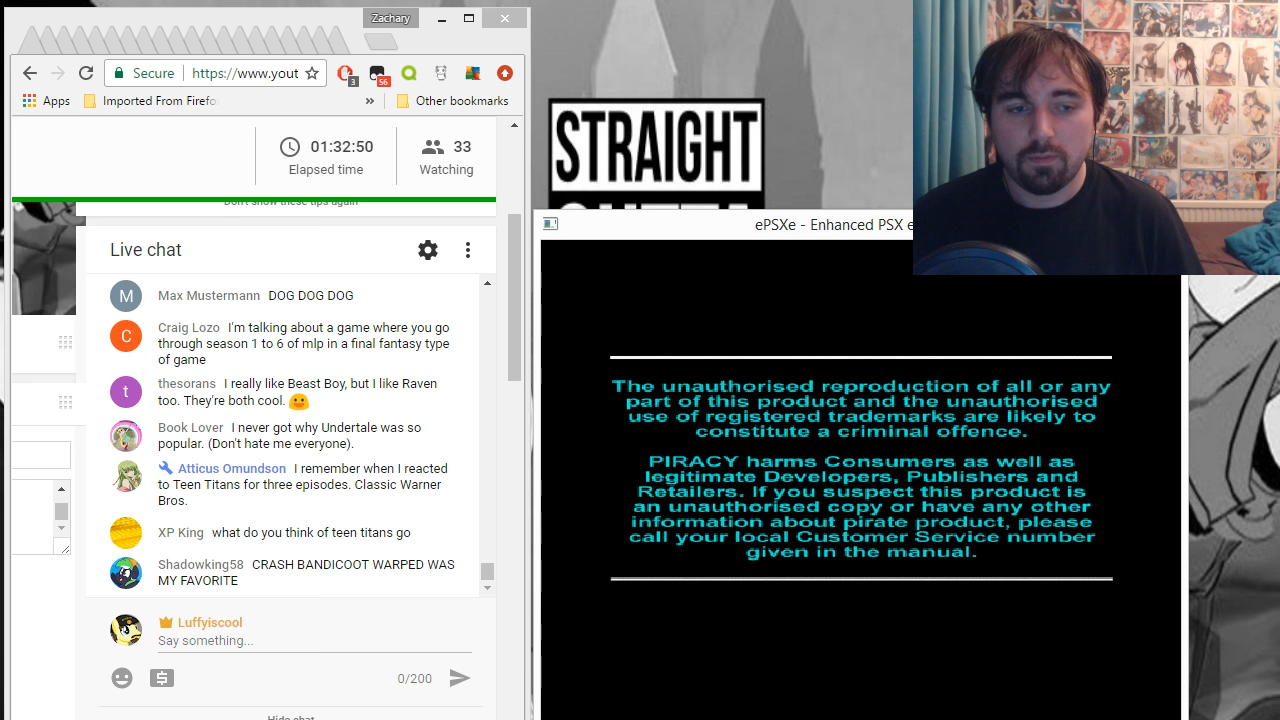 Zachary
Secure
https://www.yout
3
56
Apps
Imported From Firefo
»
Other bookmarks
01:32:50
Elapsed time
33
Watching
Don't show these tips again
Live chat
M
Max Mustermann DOG DOG DOG
C
Craig Lozo I'm talking about a game where you go
through season 1 to 6 of mlp in a final fantasy type
of game
t
thesorans I really like Beast Boy, but I like Raven
too. They're both cool.
Book Lover I never got why Undertale was so
popular. (Don't hate me everyone).
Atticus Omundson I remember when I reacted
to Teen Titans for three episodes. Classic Warner
Bros.
XP King what do you think of teen titans go
Shadowking58 CRASH BANDICOOT WARPED WAS
MY FAVORITE
Luffyiscool
Say something...
0/200
Hide chat
STRAIGHT
ePSXe - Enhanced PSX e
The unauthorised reproduction of all or any
part of this product and the unauthorised
use of registered trademarks are likely to
constitute a criminal offence.
PIRACY harms Consumers as well as
legitimate Developers, Publishers and
Retailers. If you suspect this product is
an unauthorised copy or have any other
information about pirate product, please
call your local Customer Service number
given in the manual.